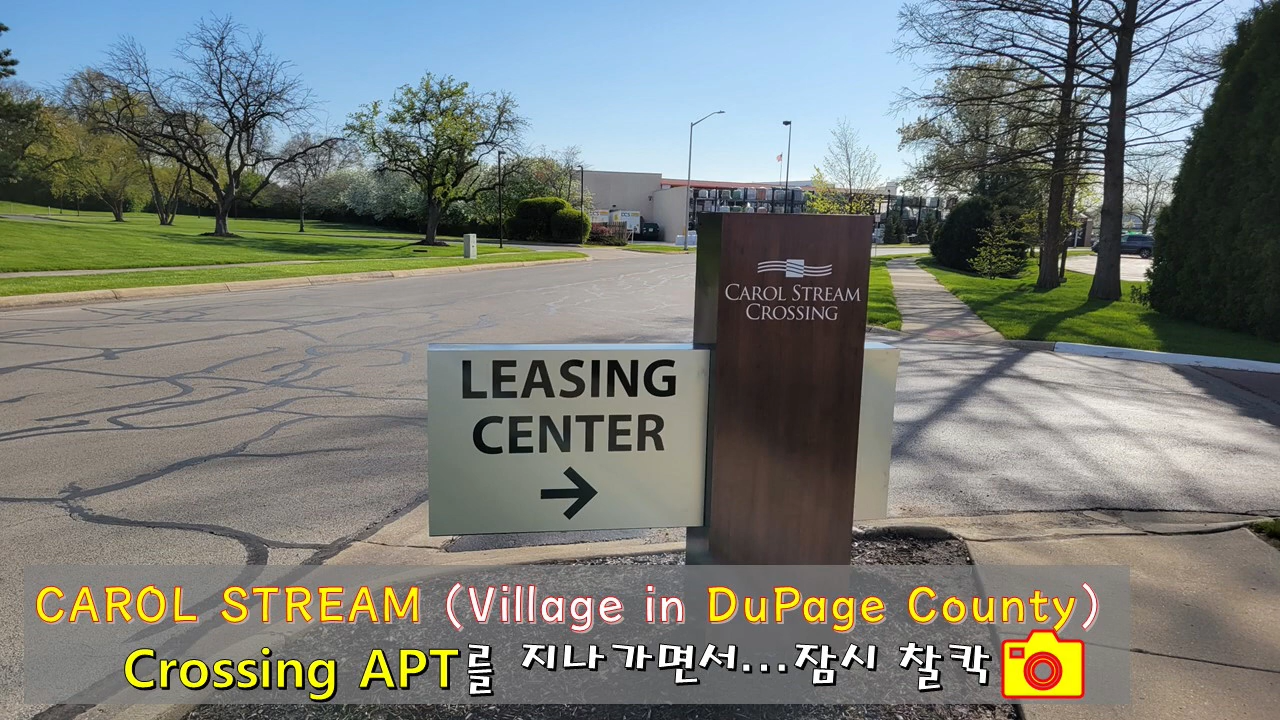 CAROL STREAM
CROSSING
LEASING
CENTER
CAROL STREAM (Village in DuPage County)
Crossing APT를 지나가면서...잠시 찰칵